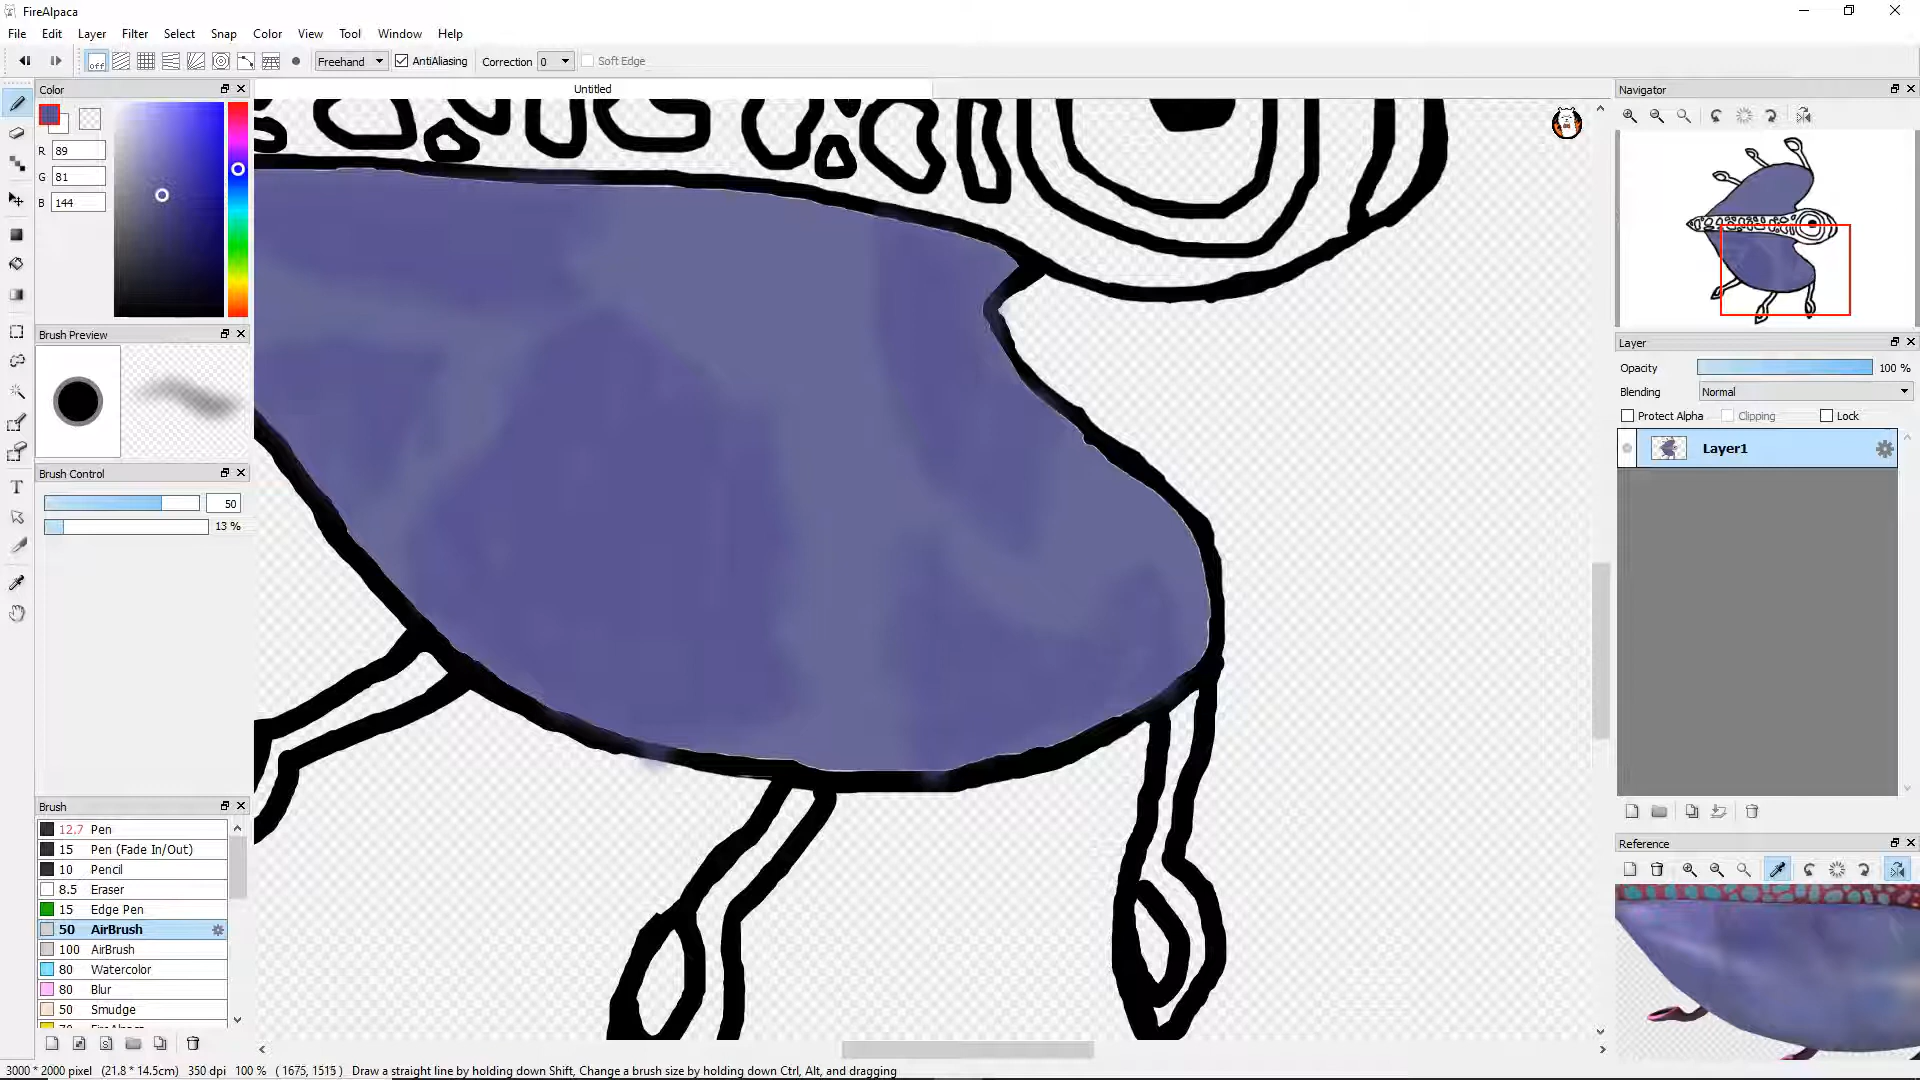 FireAlpaca
File Edit Layer Filter Select Snap Color View Tool Window Help
off Freehand AntiAliasing Correction 0 Soft Edge
Color
R 89
G 81
B 144
Brush Preview
Brush Control
50
13 %
Brush
12.7 Pen
15 Pen (Fade In/Out)
10 Pencil
8.5 Eraser
15 Edge Pen
50 AirBrush
100 AirBrush
80 Watercolor
80 Blur
50 Smudge
Untitled
Navigator
Layer
Opacity 100 %
Blending Normal
Protect Alpha Clipping Lock
Layer1
Reference
3000 * 2000 pixel (21.8 * 14.5cm) 350 dpi 100 % ( 1675, 1515 ) Draw a straight line by holding down Shift, Change a brush size by holding down Ctrl, Alt, and dragging